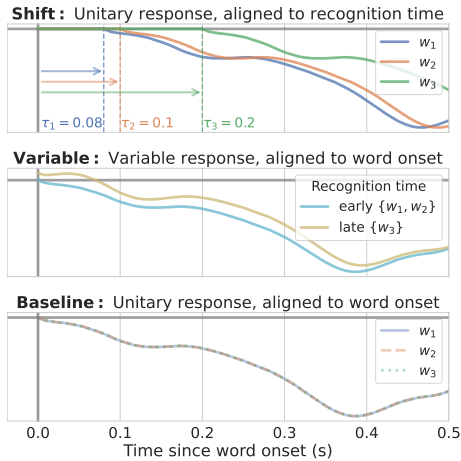 Shift: Unitary response, aligned to recognition time
w₁
w₂
w₃
τ₁ = 0.08
τ₂ = 0.1
τ₃ = 0.2
Variable: Variable response, aligned to word onset
Recognition time
early {w₁, w₂}
late {w₃}
Baseline: Unitary response, aligned to word onset
w₁
w₂
w₃
0.0 0.1 0.2 0.3 0.4 0.5
Time since word onset (s)